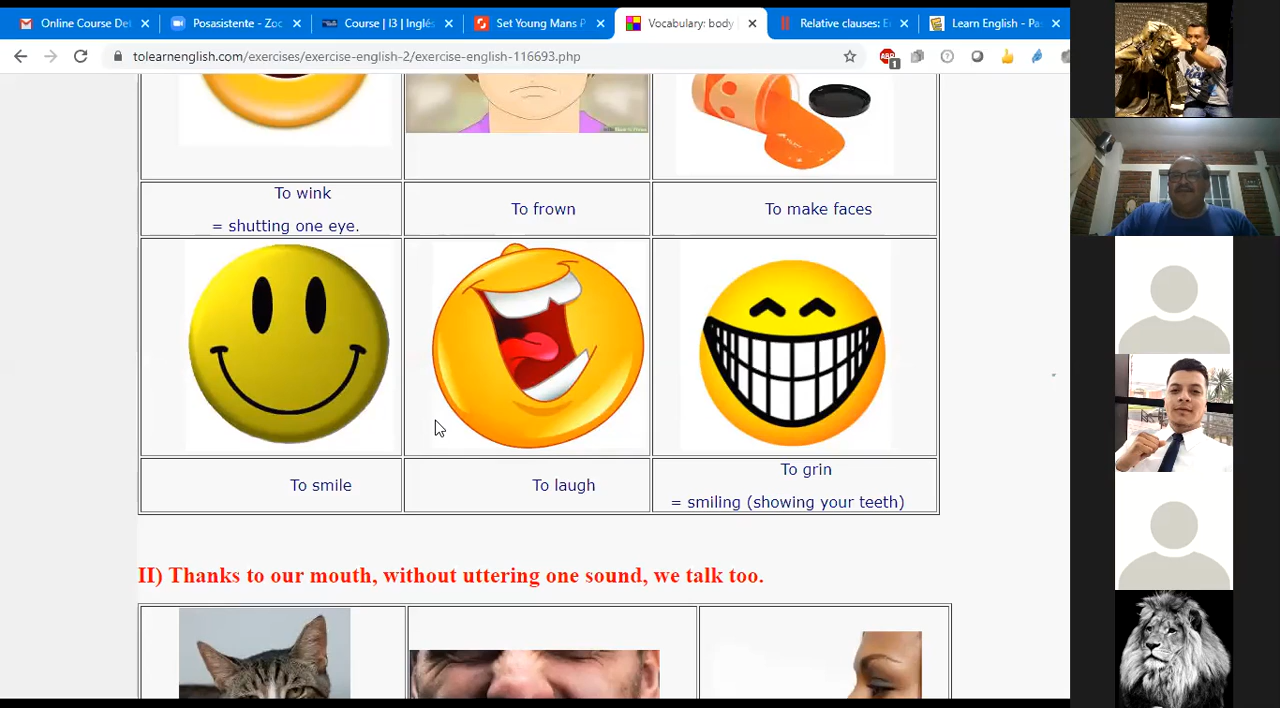 Online Course Det
Posasistente - Zoc
Course | I3 | Inglés
Set Young Mans P
Vocabulary: body
Relative clauses: E
Learn English - Pa
tolearnenglish.com/exercises/exercise-english-2/exercise-english-116693.php
1
To wink
= shutting one eye.
To frown
To make faces
To smile
To laugh
To grin
= smiling (showing your teeth)
II) Thanks to our mouth, without uttering one sound, we talk too.